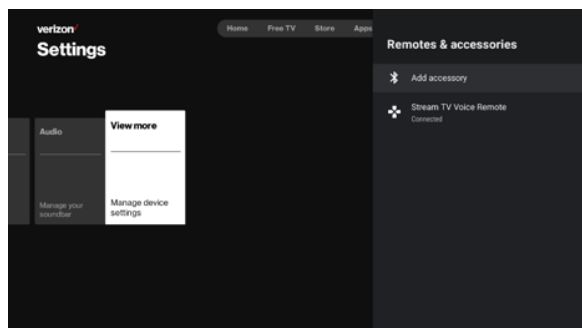 verizon
Settings
Home Free TV Store Apps
Audio
Manage your
soundbar
View more
Manage device
settings
Remotes & accessories
Add accessory
Stream TV Voice Remote
Connected